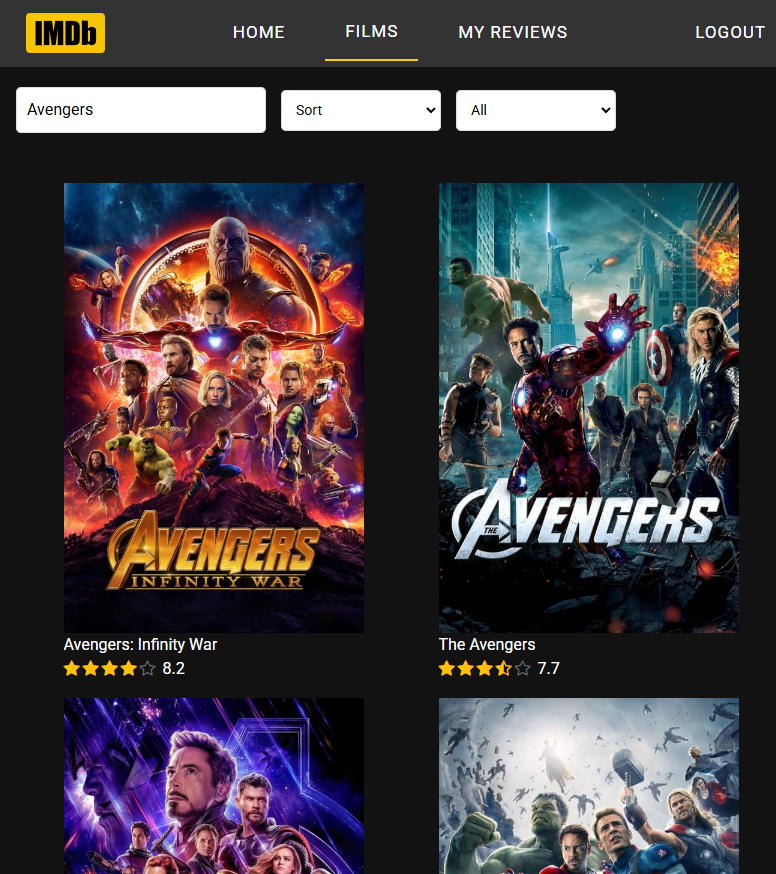 IMDb HOME FILMS MY REVIEWS LOGOUT
Avengers Sort All
AVENGERS
INFINITY WAR
THE AVENGERS
Avengers: Infinity War
8.2
The Avengers
7.7